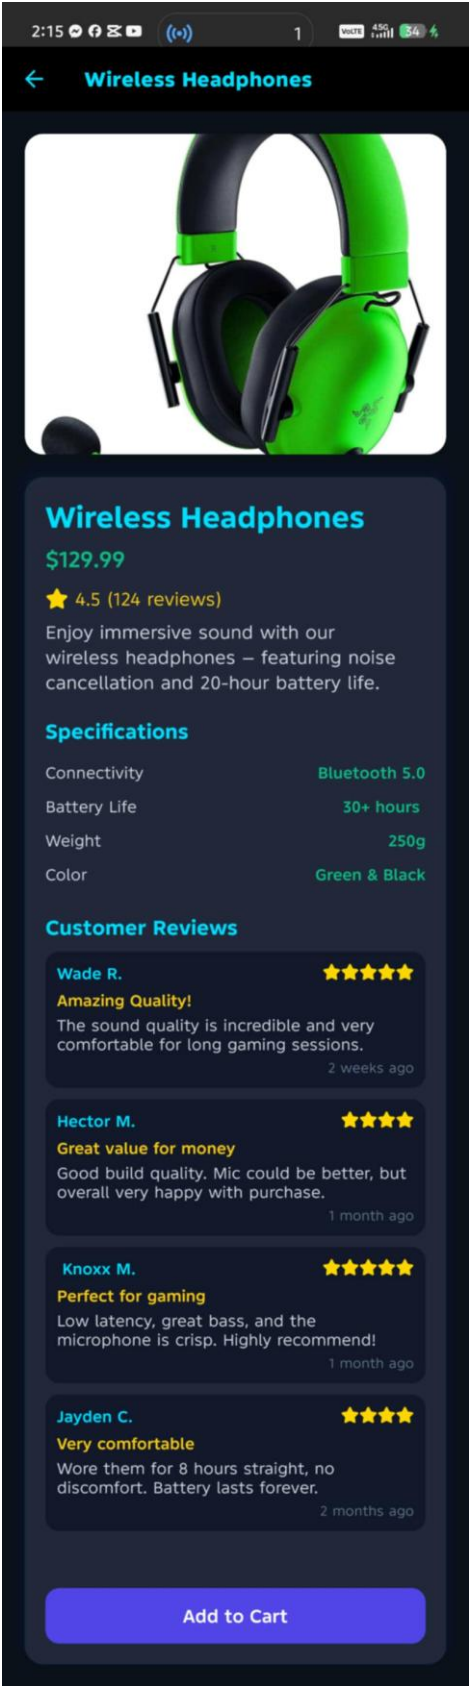 2:15
1
VoLTE 4.5G 34
Wireless Headphones
Wireless Headphones
$129.99
4.5 (124 reviews)
Enjoy immersive sound with our
wireless headphones – featuring noise
cancellation and 20-hour battery life.
Specifications
Connectivity Bluetooth 5.0
Battery Life 30+ hours
Weight 250g
Color Green & Black
Customer Reviews
Wade R.
Amazing Quality!
The sound quality is incredible and very
comfortable for long gaming sessions.
2 weeks ago
Hector M.
Great value for money
Good build quality. Mic could be better, but
overall very happy with purchase.
1 month ago
Knoxx M.
Perfect for gaming
Low latency, great bass, and the
microphone is crisp. Highly recommend!
1 month ago
Jayden C.
Very comfortable
Wore them for 8 hours straight, no
discomfort. Battery lasts forever.
2 months ago
Add to Cart